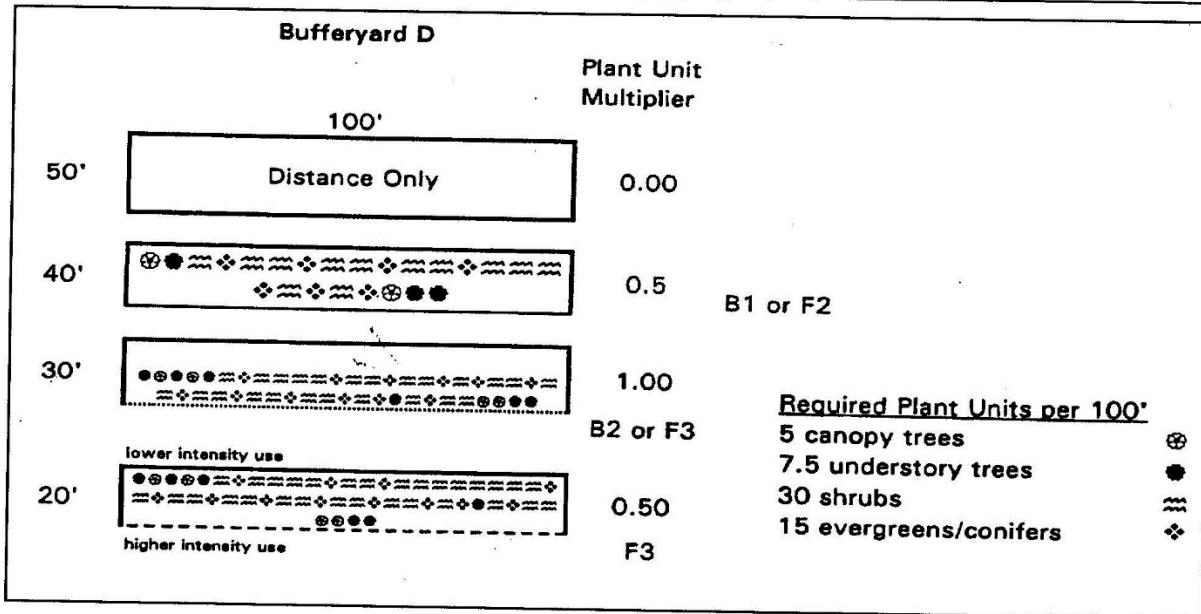 Bufferyard D
Plant Unit
Multiplier
100'
50'
Distance Only
0.00
40'
0.5
B1 or F2
30'
1.00
B2 or F3
lower intensity use
20'
0.50
higher intensity use
F3
Required Plant Units per 100'
5 canopy trees
7.5 understory trees
30 shrubs
15 evergreens/conifers